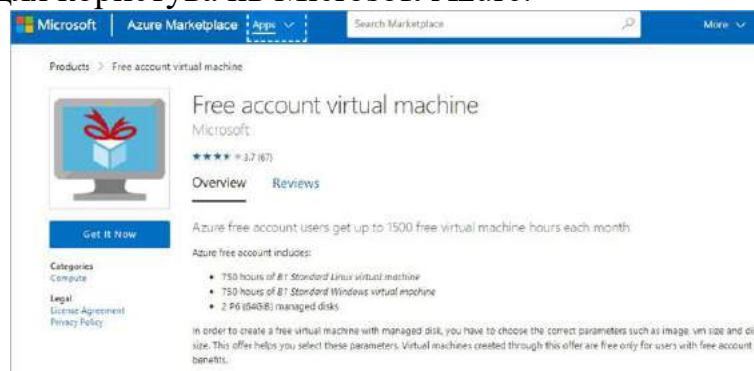 для користувачів Microsoft Azure.
Microsoft Azure Marketplace Apps Search Marketplace More
Products > Free account virtual machine
Free account virtual machine
Microsoft
3.7 (67)
Overview Reviews
Get It Now
Azure free account users get up to 1500 free virtual machine hours each month
Azure free account includes:
• 750 hours of B1 Standard Linux virtual machine
• 750 hours of B1 Standard Windows virtual machine
• 2 P6 (64GiB) managed disks
Categories
Compute
Legal
License Agreement
Privacy Policy
In order to create a free virtual machine with managed disk, you have to choose the correct parameters such as image, vm size and di
size. This offer helps you select these parameters. Virtual machines created through this offer are free only for users with free account
benefits.